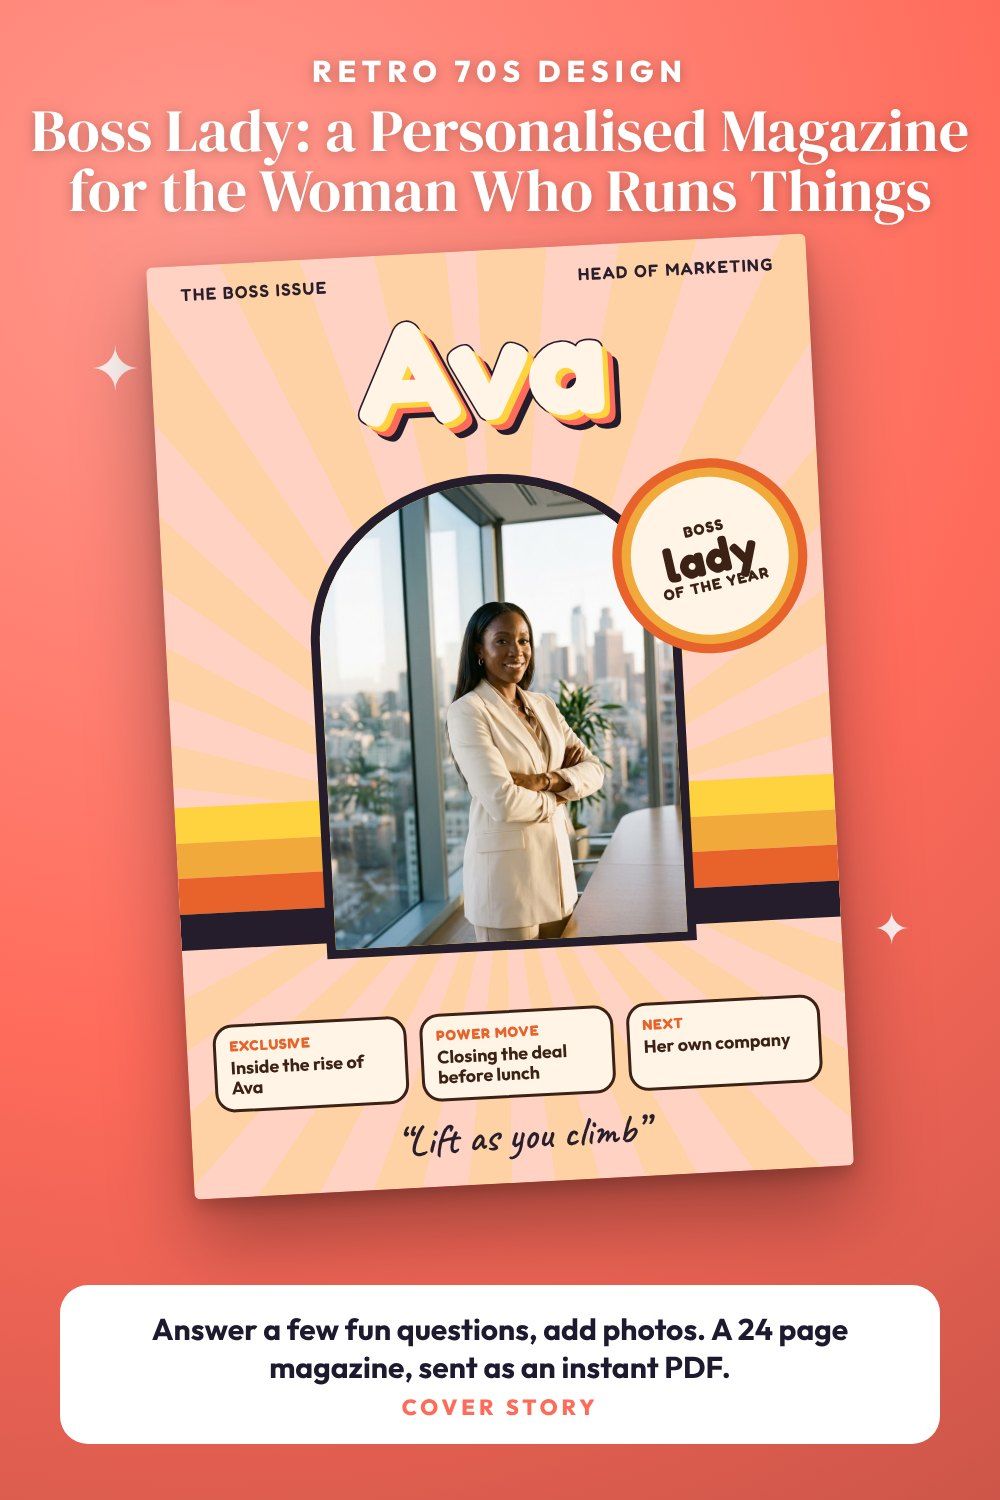 RETRO 70S DESIGN
Boss Lady: a Personalised Magazine
for the Woman Who Runs Things
THE BOSS ISSUE
HEAD OF MARKETING
Ava
BOSS
lady
OF THE YEAR
EXCLUSIVE
Inside the rise of
Ava
POWER MOVE
Closing the deal
before lunch
NEXT
Her own company
“Lift as you climb”
Answer a few fun questions, add photos. A 24 page
magazine, sent as an instant PDF.
COVER STORY